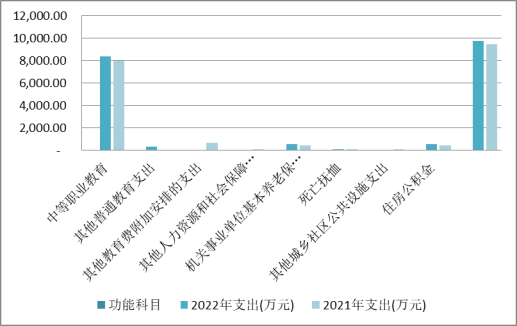 12,000.00
10,000.00
8,000.00
6,000.00
4,000.00
2,000.00
-
中等职业教育
其他普通教育支出
其他教育费附加安排的支出
其他人力资源和社会保障…
机关事业单位基本养老保…
死亡抚恤
其他城乡社区公共设施支出
住房公积金
功能科目
2022年支出(万元)
2021年支出(万元)